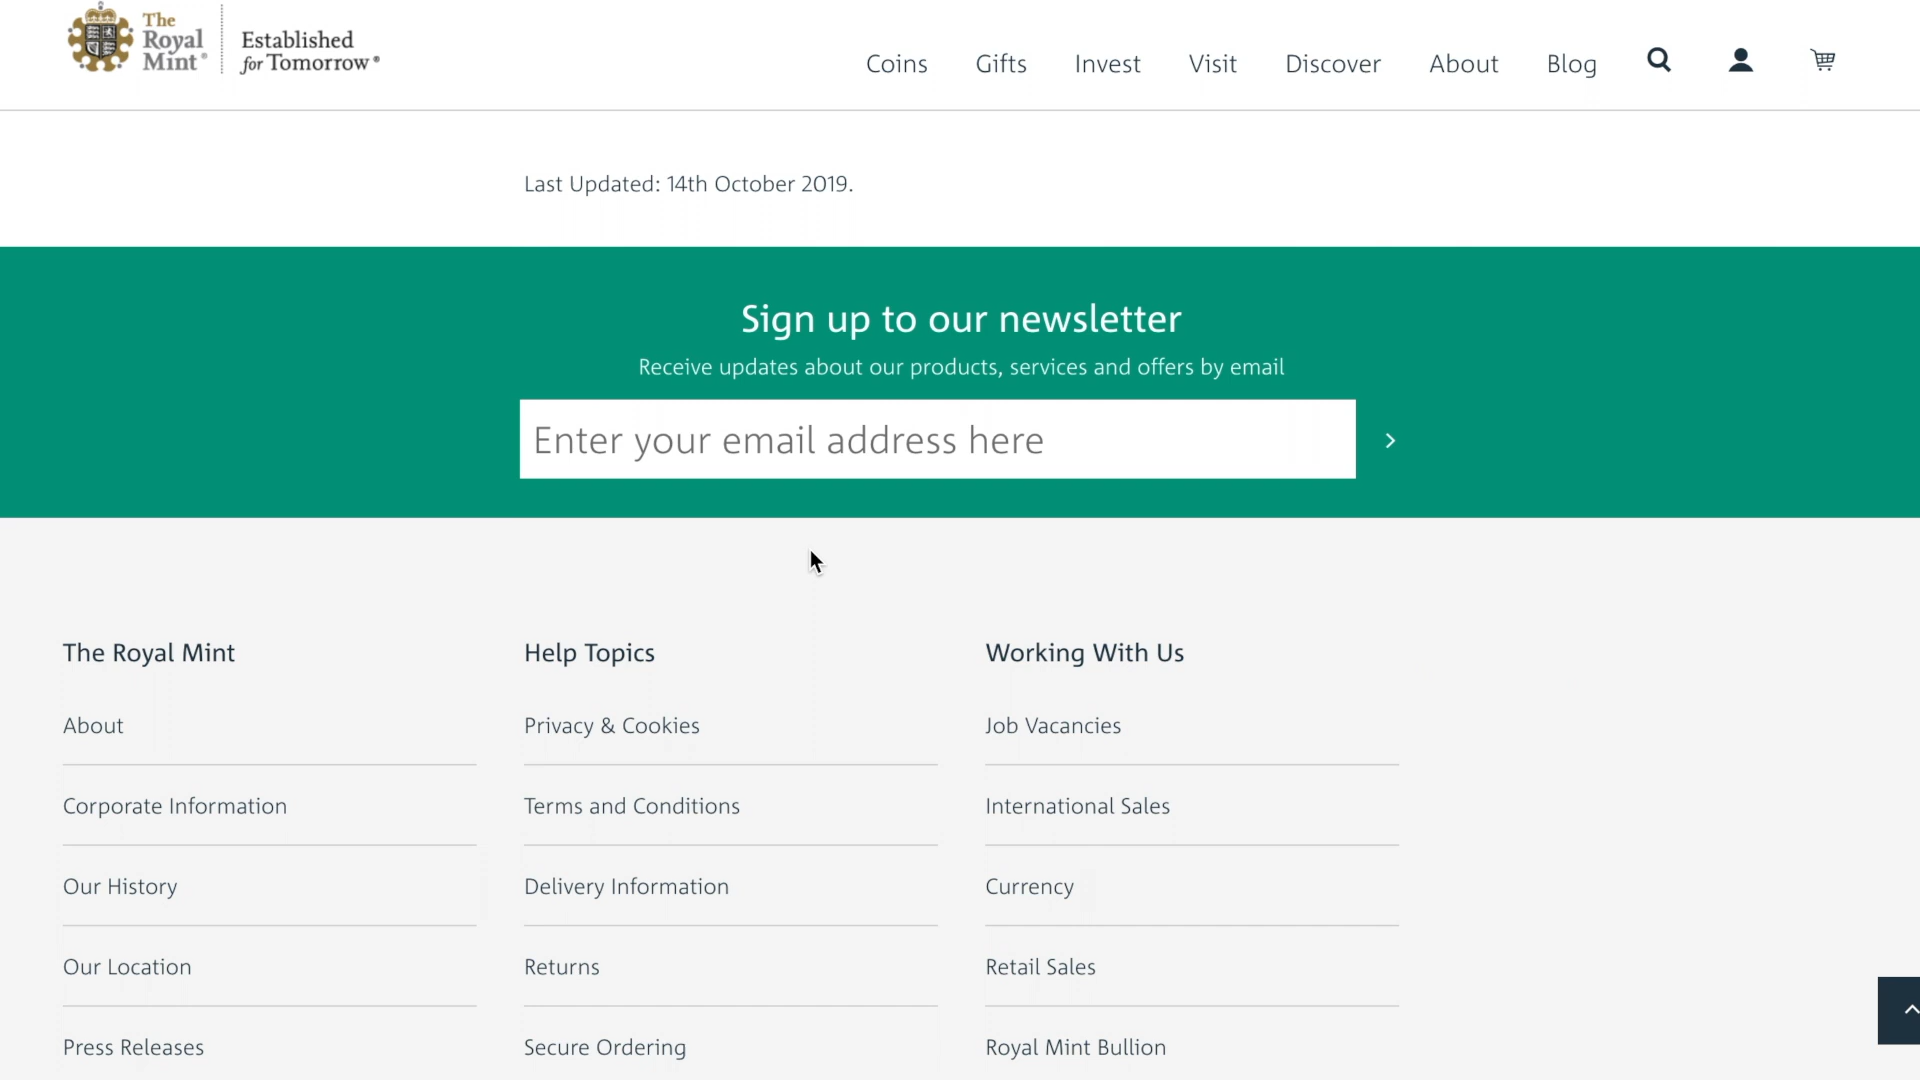 The
Royal
Mint®
Established
for Tomorrow®
Coins Gifts Invest Visit Discover About Blog
Last Updated: 14th October 2019.
Sign up to our newsletter
Receive updates about our products, services and offers by email
Enter your email address here
The Royal Mint
About
Corporate Information
Our History
Our Location
Press Releases
Help Topics
Privacy & Cookies
Terms and Conditions
Delivery Information
Returns
Secure Ordering
Working With Us
Job Vacancies
International Sales
Currency
Retail Sales
Royal Mint Bullion